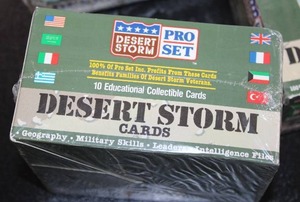 DESERT
STORM
PRO
SET
100% Of Pro Set Inc. Profits From These Cards
Benefits Families Of Desert Storm Veterans.
10 Educational Collectible Cards
DESERT STORM
CARDS
• Geography • Military Skills • Leaders • Intelligence Files